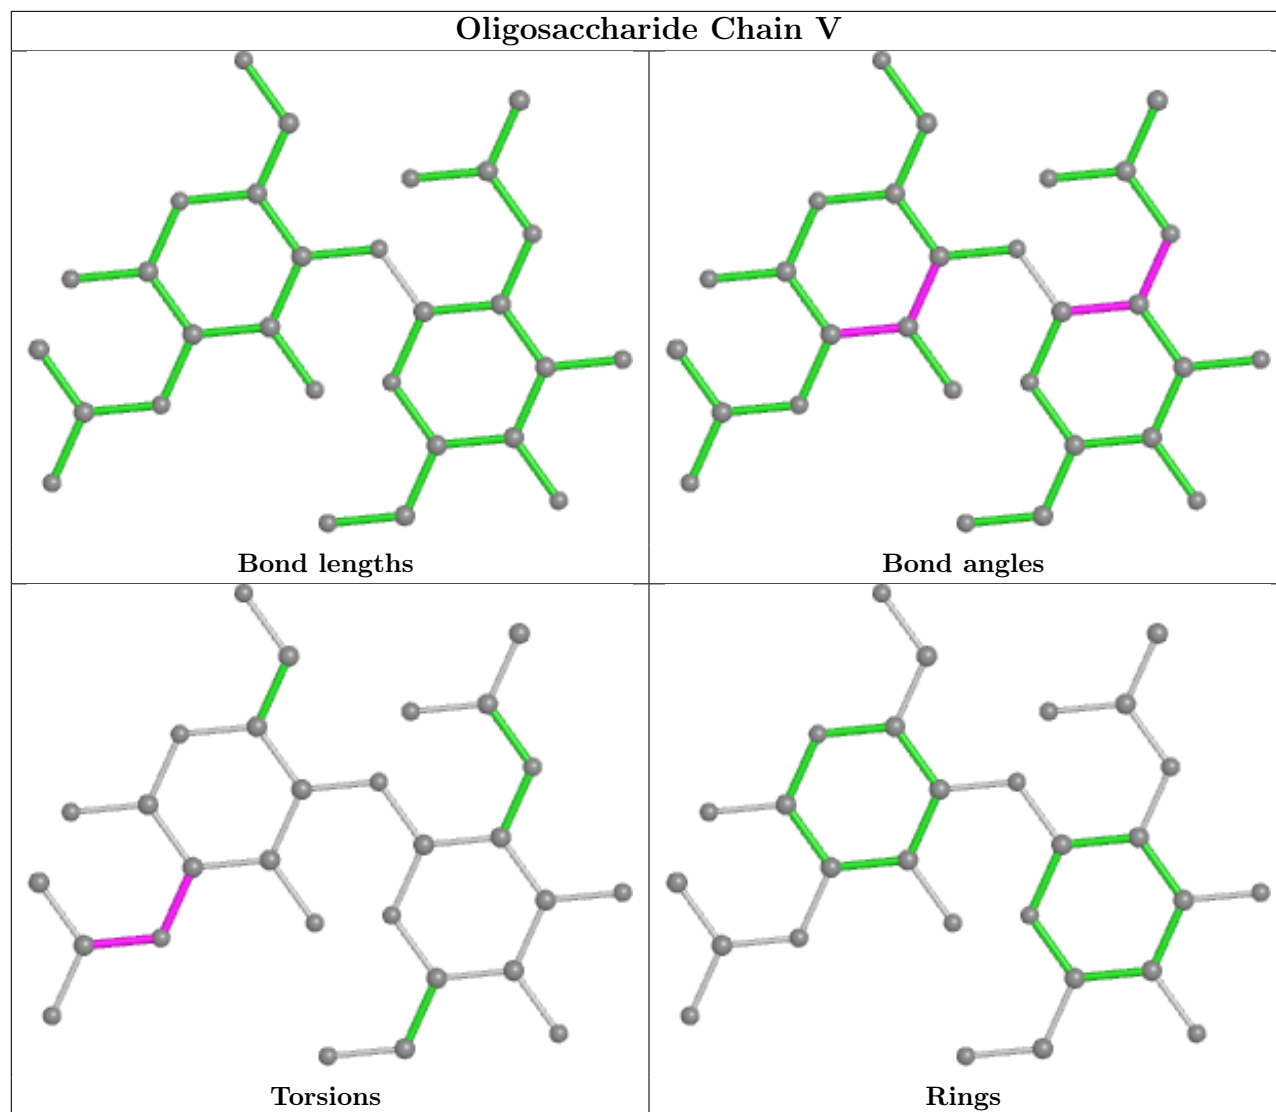 Oligosaccharide Chain V
Bond lengths
Bond angles
Torsions
Rings